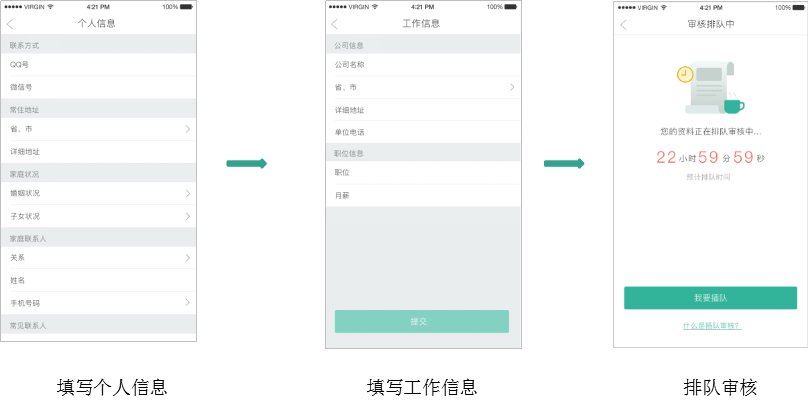 VIRGIN 4:21 PM 100%
个人信息
联系方式
QQ号
微信号
常住地址
省、市
详细地址
家庭状况
婚姻状况
子女状况
家庭联系人
关系
姓名
手机号码
常见联系人
填写个人信息
VIRGIN 4:21 PM 100%
工作信息
公司信息
公司名称
省、市
详细地址
单位电话
职位信息
职位
月薪
提交
填写工作信息
VIRGIN 4:21 PM 100%
审核排队中
您的资料正在排队审核中...
22小时59分59秒
预计排队时间
我要插队
什么是插队审核?
排队审核